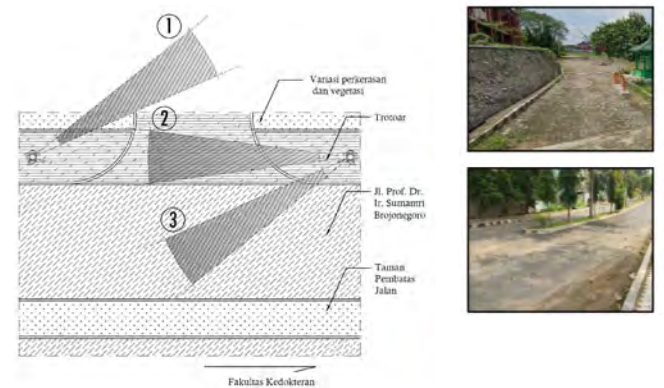 1
2
3
Variasi perkerasan
dan vegetasi
Trotoar
Jl. Prof. Dr.
Ir. Sumantri
Brojonegoro
Taman
Pembatas
Jalan
Fakultas Kedokteran